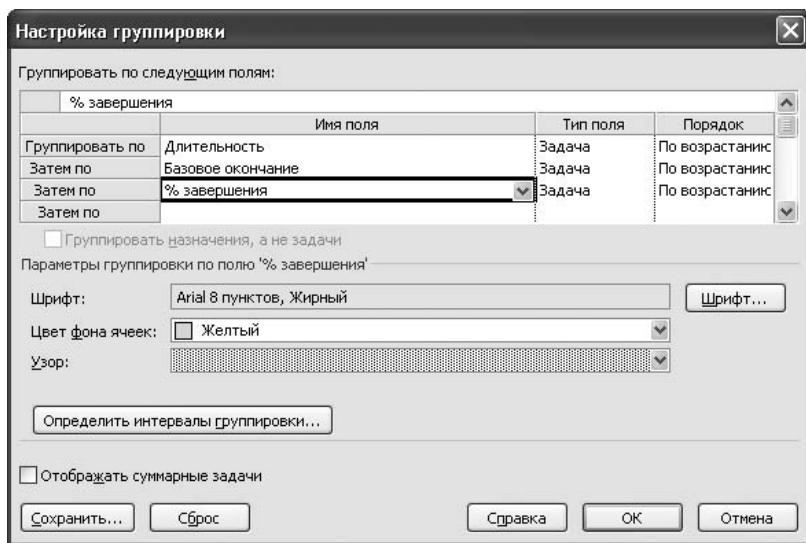 Настройка группировки
Группировать по следующим полям:
% завершения
Имя поля Тип поля Порядок
Группировать по Длительность Задача По возрастанию
Затем по Базовое окончание Задача По возрастанию
Затем по % завершения Задача По возрастанию
Затем по
Группировать назначения, а не задачи
Параметры группировки по полю '% завершения'
Шрифт: Arial 8 пунктов, Жирный Шрифт...
Цвет фона ячеек: Желтый
Узор:
Определить интервалы группировки...
Отображать суммарные задачи
Сохранить... Сброс Справка ОК Отмена